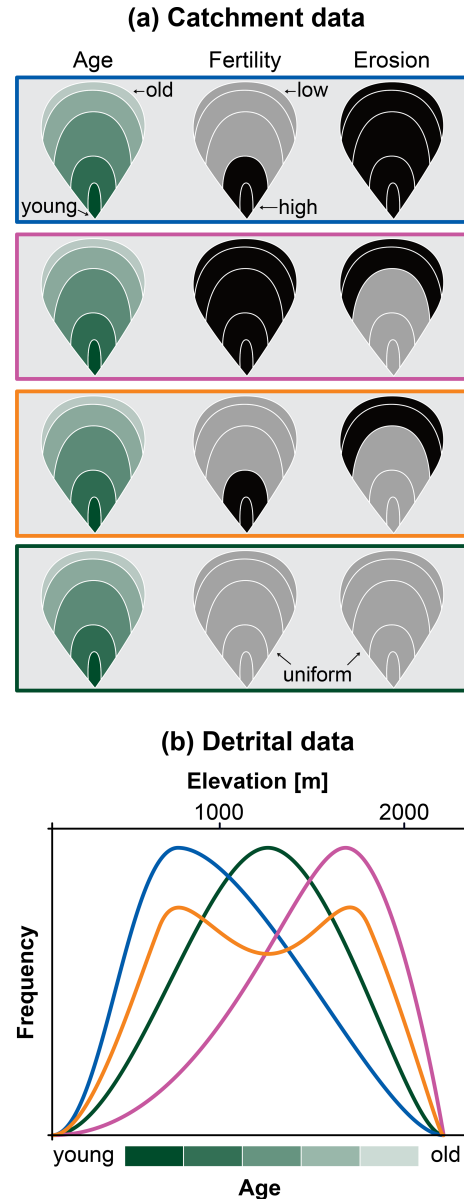 (a) Catchment data
Age Fertility Erosion
←old ←low
young ←high
uniform
(b) Detrital data
Elevation [m]
1000 2000
Frequency
young old
Age